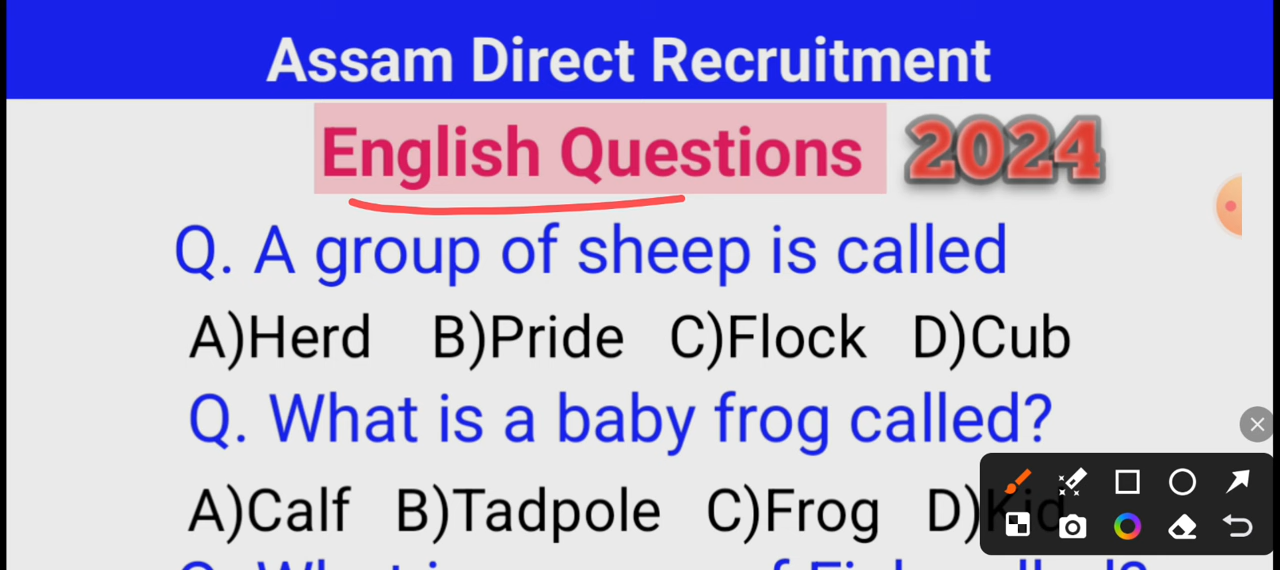 Assam Direct Recruitment
English Questions 2024
Q. A group of sheep is called
A)Herd B)Pride C)Flock D)Cub
Q. What is a baby frog called?
A)Calf B)Tadpole C)Frog D)Kid